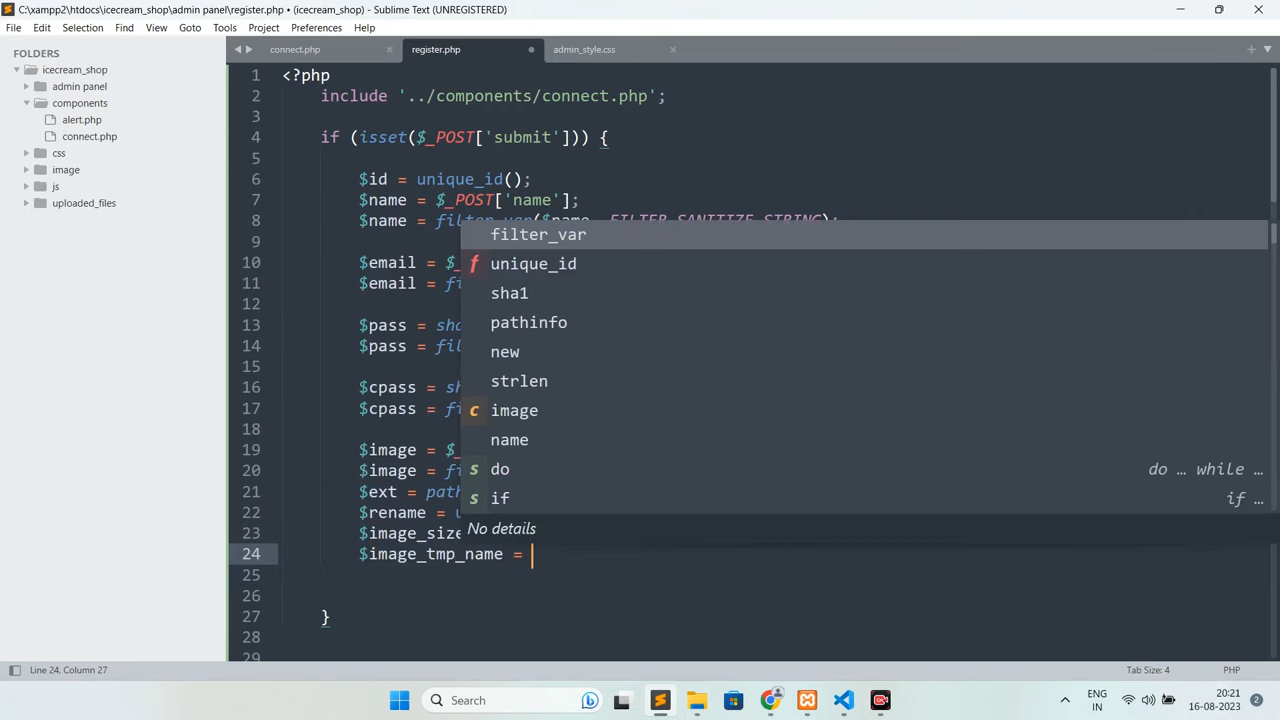 C:\xampp2\htdocs\icecream_shop\admin panel\register.php • (icecream_shop) - Sublime Text (UNREGISTERED)
File Edit Selection Find View Goto Tools Project Preferences Help
FOLDERS
icecream_shop
admin panel
components
alert.php
connect.php
css
image
js
uploaded_files
connect.php register.php admin_style.css
1 <?php
2 include '../components/connect.php';
3
4 if (isset($_POST['submit'])) {
5
6 $id = unique_id();
7 $name = $_POST['name'];
8 $name = filter_var($name, FILTER_SANITIZE_STRING);
9
10 $email = $_
11 $email = fi
12
13 $pass = sha
14 $pass = fil
15
16 $cpass = sh
17 $cpass = fi
18
19 $image = $_
20 $image = fi
21 $ext = path
22 $rename = u
23 $image_size
24 $image_tmp_name =
25
26
27 }
28
29
filter_var
f unique_id
sha1
pathinfo
new
strlen
c image
name
s do do … while …
s if if …
No details
Line 24, Column 27 Tab Size: 4 PHP
Search
ENG
IN
20:21
16-08-2023
2